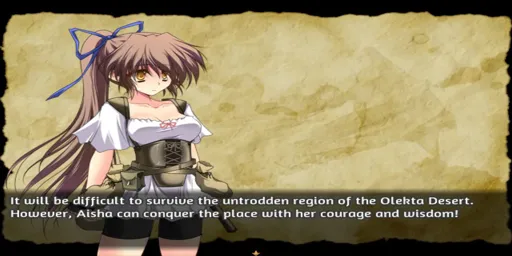 It will be difficult to survive the untrodden region of the Olekta Desert.
However, Aisha can conquer the place with her courage and wisdom!